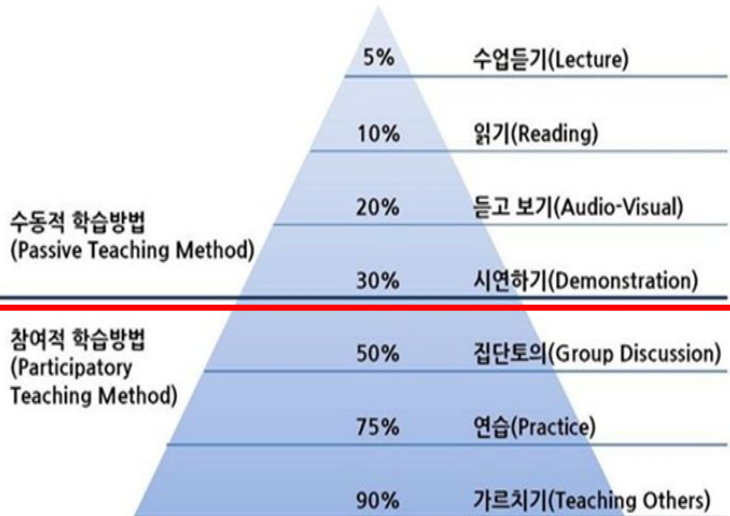 5% 수업듣기(Lecture)
10% 읽기(Reading)
20% 듣고 보기(Audio-Visual)
수동적 학습방법
(Passive Teaching Method)
30% 시연하기(Demonstration)
참여적 학습방법
(Participatory
Teaching Method)
50% 집단토의(Group Discussion)
75% 연습(Practice)
90% 가르치기(Teaching Others)